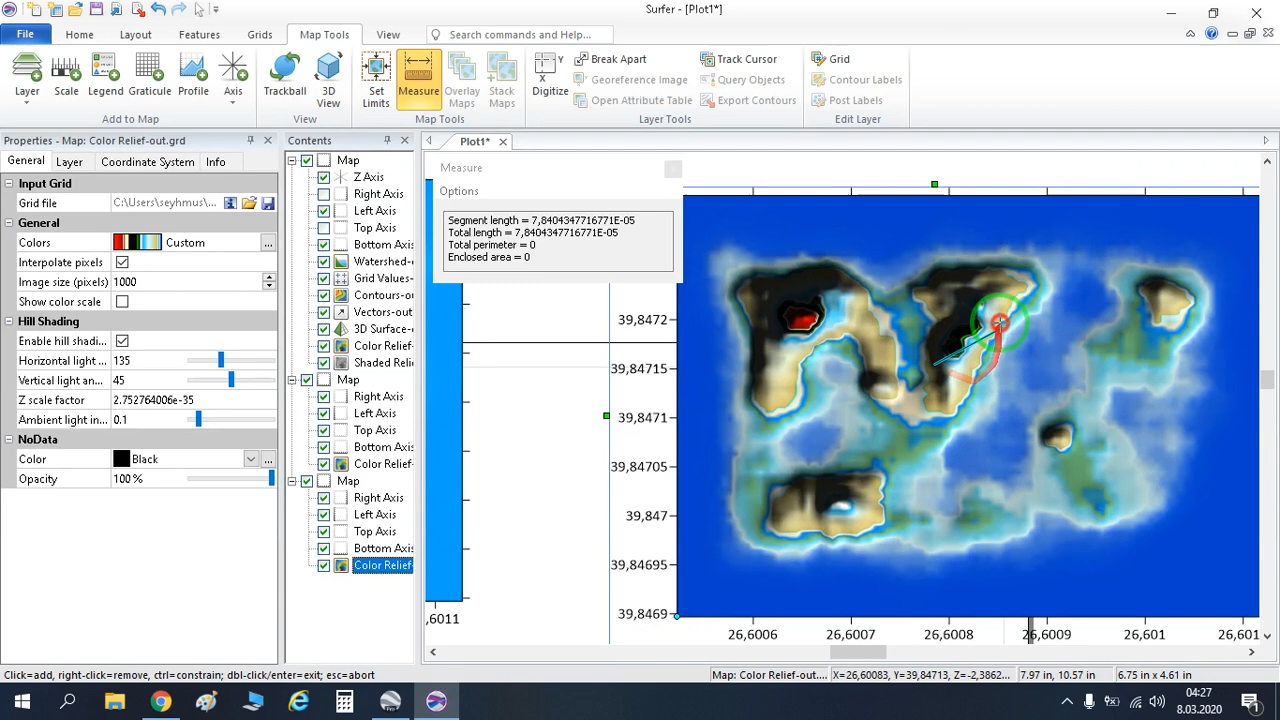 Surfer - [Plot1*]
File
Home
Layout
Features
Grids
Map Tools
View
Search commands and Help...
Layer
Scale
Legend
Graticule
Profile
Axis
Add to Map
Trackball
3D View
View
Set Limits
Measure
Overlay Maps
Stack Maps
Map Tools
Digitize
Break Apart
Georeference Image
Open Attribute Table
Track Cursor
Query Objects
Export Contours
Layer Tools
Grid
Contour Labels
Post Labels
Edit Layer
Properties - Map: Color Relief-out.grd
General
Layer
Coordinate System
Info
Input Grid
Grid file
C:\Users\seyhmus\...
General
Colors
Custom
Interpolate pixels
Image size (pixels)
1000
Show color scale
Hill Shading
Enable hill shadi...
Horizontal light ...
135
Vertical light an...
45
Z scale factor
2.752764006e-35
Ambient light in...
0.1
NoData
Color
Black
Opacity
100 %
Contents
Map
Z Axis
Right Axis
Left Axis
Top Axis
Bottom Axis
Watershed-
Grid Values-
Contours-o
Vectors-out
3D Surface-
Color Relief
Shaded Relie
Map
Right Axis
Left Axis
Top Axis
Bottom Axis
Color Relief
Map
Right Axis
Left Axis
Top Axis
Bottom Axis
Color Relief
Plot1*
Measure
Options
Segment length = 7,8404347716771E-05
Total length = 7,8404347716771E-05
Total perimeter = 0
Enclosed area = 0
39,8472
39,84715
39,8471
39,84705
39,847
39,84695
39,8469
,6011
26,6006
26,6007
26,6008
26,6009
26,601
26,601
Click=add, right-click=remove, ctrl=constrain; dbl-click/enter=exit; esc=abort
Map: Color Relief-out....
X=26,60083, Y=39,84713, Z=-2,3862...
7.97 in, 10.57 in
6.75 in x 4.61 in
04:27
8.03.2020